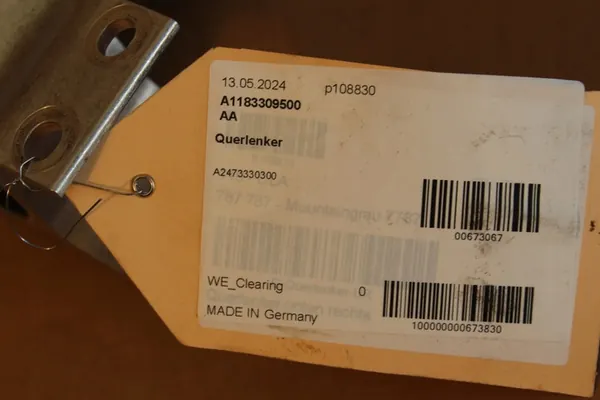 13.05.2024 p108830
A1183309500
AA
Querlenker
A2473330300
00673067
WE_Clearing 0
100000000673830
MADE IN Germany